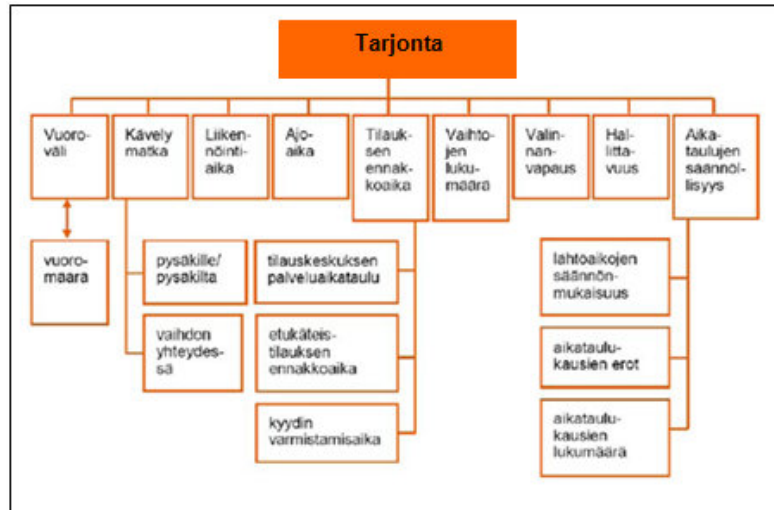 Tarjonta
Vuoro-
väli
Kävely
matka
Liiken-
nöinti-
aika
Ajo-
aika
Tilauk-
sen
ennak-
koaika
Vaihto-
jen
luku-
määrä
Valin-
nan-
vapaus
Hal-
littä-
vuus
Aika-
taulujen
säännöl-
lisyys
vuoro-
määrä
pysäkille/
pysäkiltä
vaihdon
yhteydes-
sä
tilauskeskuksen
palveluaikataulu
etukäteis-
tilauksen
ennakkoaika
kyydin
varmistamisaika
lähtöaikojen
säännön-
mukaisuus
aikataulu-
kausien erot
aikataulu-
kausien
lukumäärä